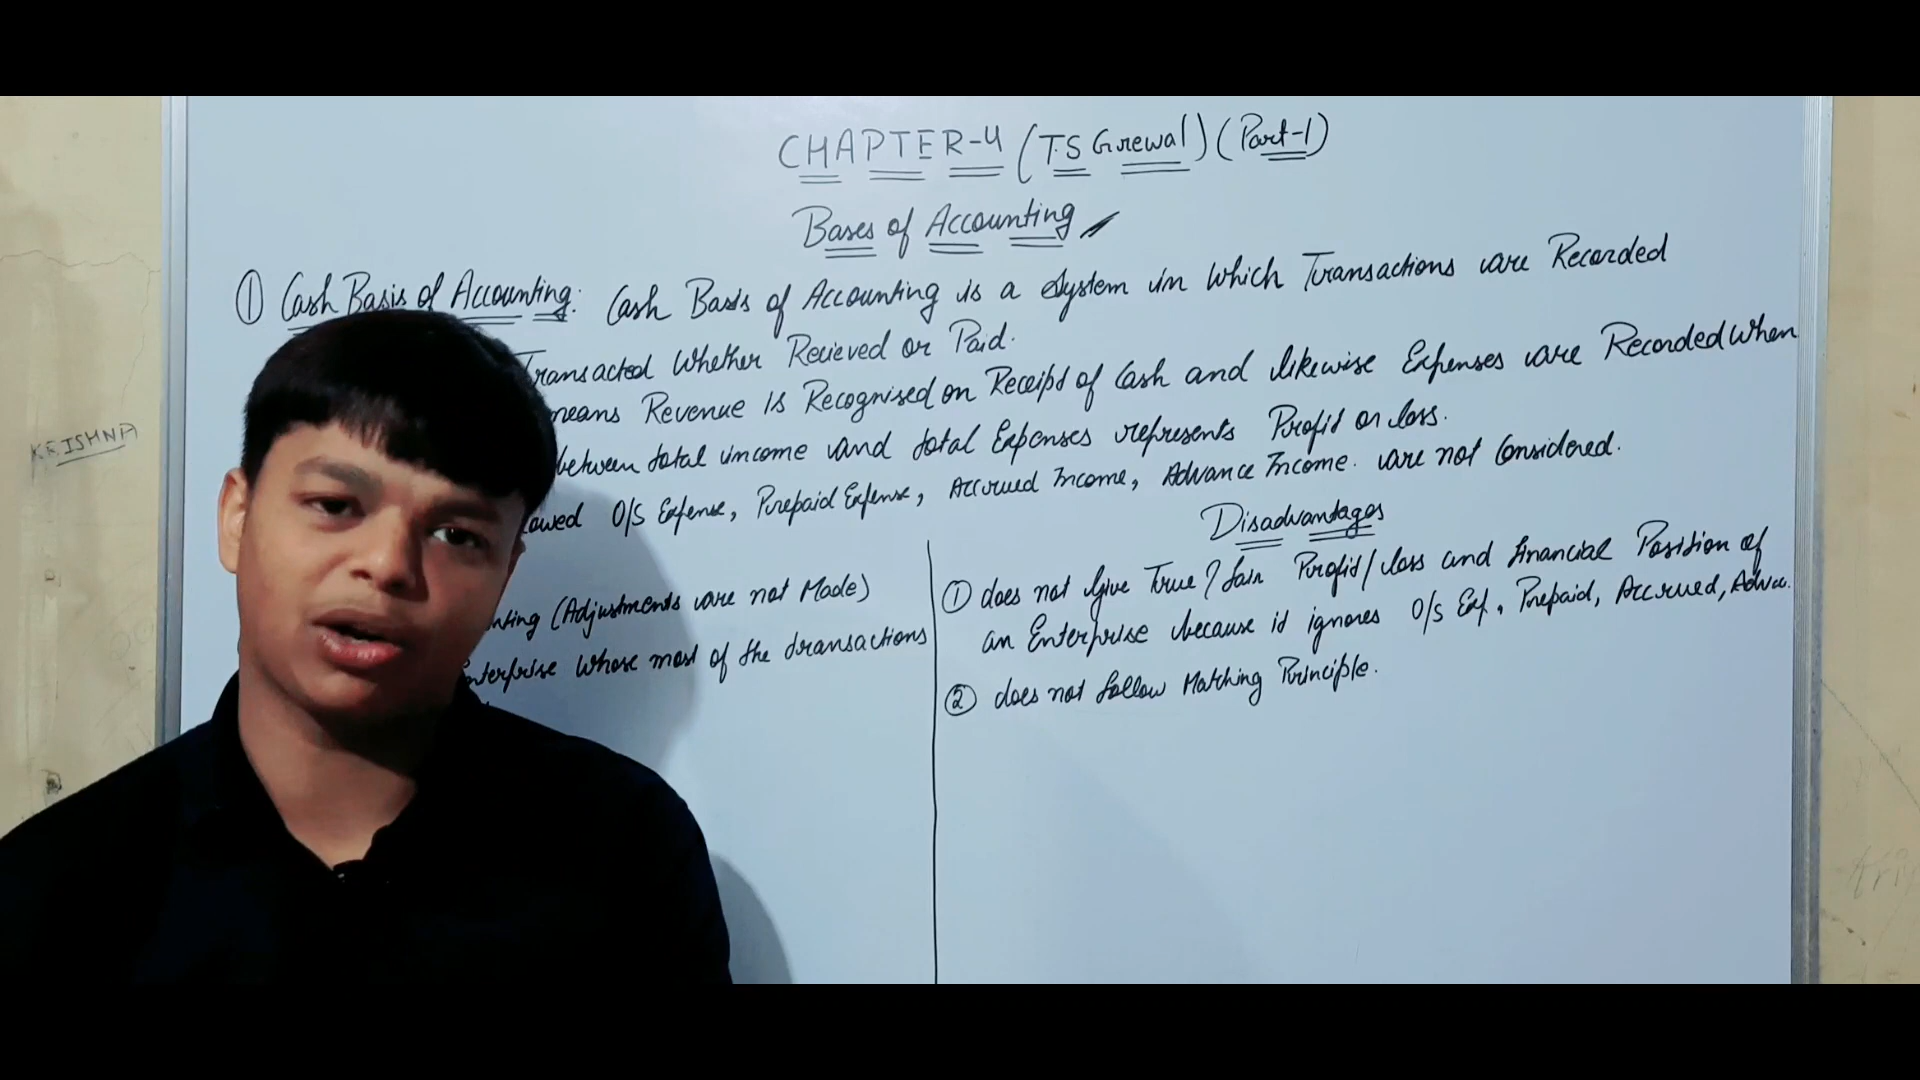 CHAPTER-4 (T.S Grewal) (Part-1)
Bases of Accounting
① Cash Basis of Accounting: Cash Basis of Accounting is a System in Which Transactions are Recorded
Transacted Whether Recieved or Paid.
means Revenue is Recognised on Receipt of Cash and likewise Expenses are Recorded When
between total income and total Expenses represents Profit or loss.
O/S Expense, Prepaid Expense, Accrued Income, Advance Income. are not Considered.
Disadvantages
(Adjustments are not Made)
Enterprise Whose most of the transactions
① does not give True / fair Profit/loss and financial Position of
an Enterprise because it ignores O/S Exp, Prepaid, Accrued, Adva.
② does not follow Matching Principle.
KRISHNA